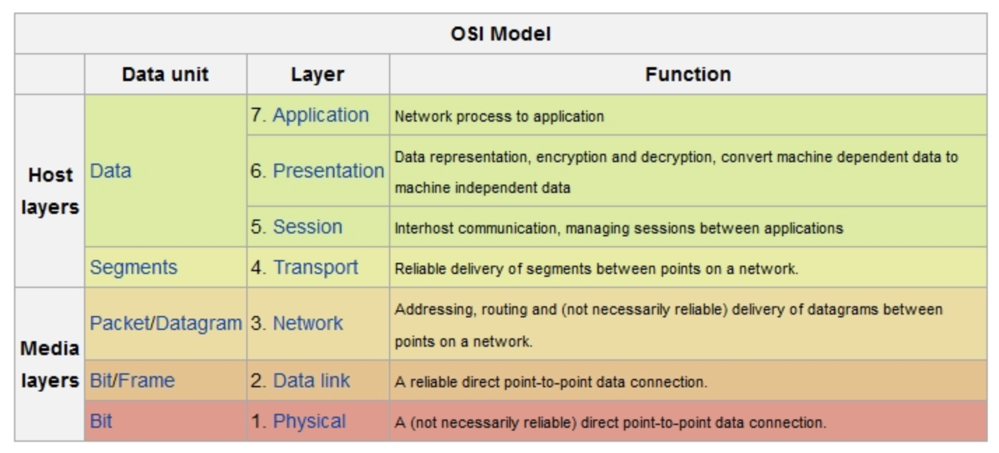 OSI Model
Data unit Layer Function
Host layers
Data
7. Application Network process to application
6. Presentation Data representation, encryption and decryption, convert machine dependent data to
machine independent data
5. Session Interhost communication, managing sessions between applications
Segments 4. Transport Reliable delivery of segments between points on a network.
Media layers
Packet/Datagram 3. Network Addressing, routing and (not necessarily reliable) delivery of datagrams between
points on a network.
Bit/Frame 2. Data link A reliable direct point-to-point data connection.
Bit 1. Physical A (not necessarily reliable) direct point-to-point data connection.